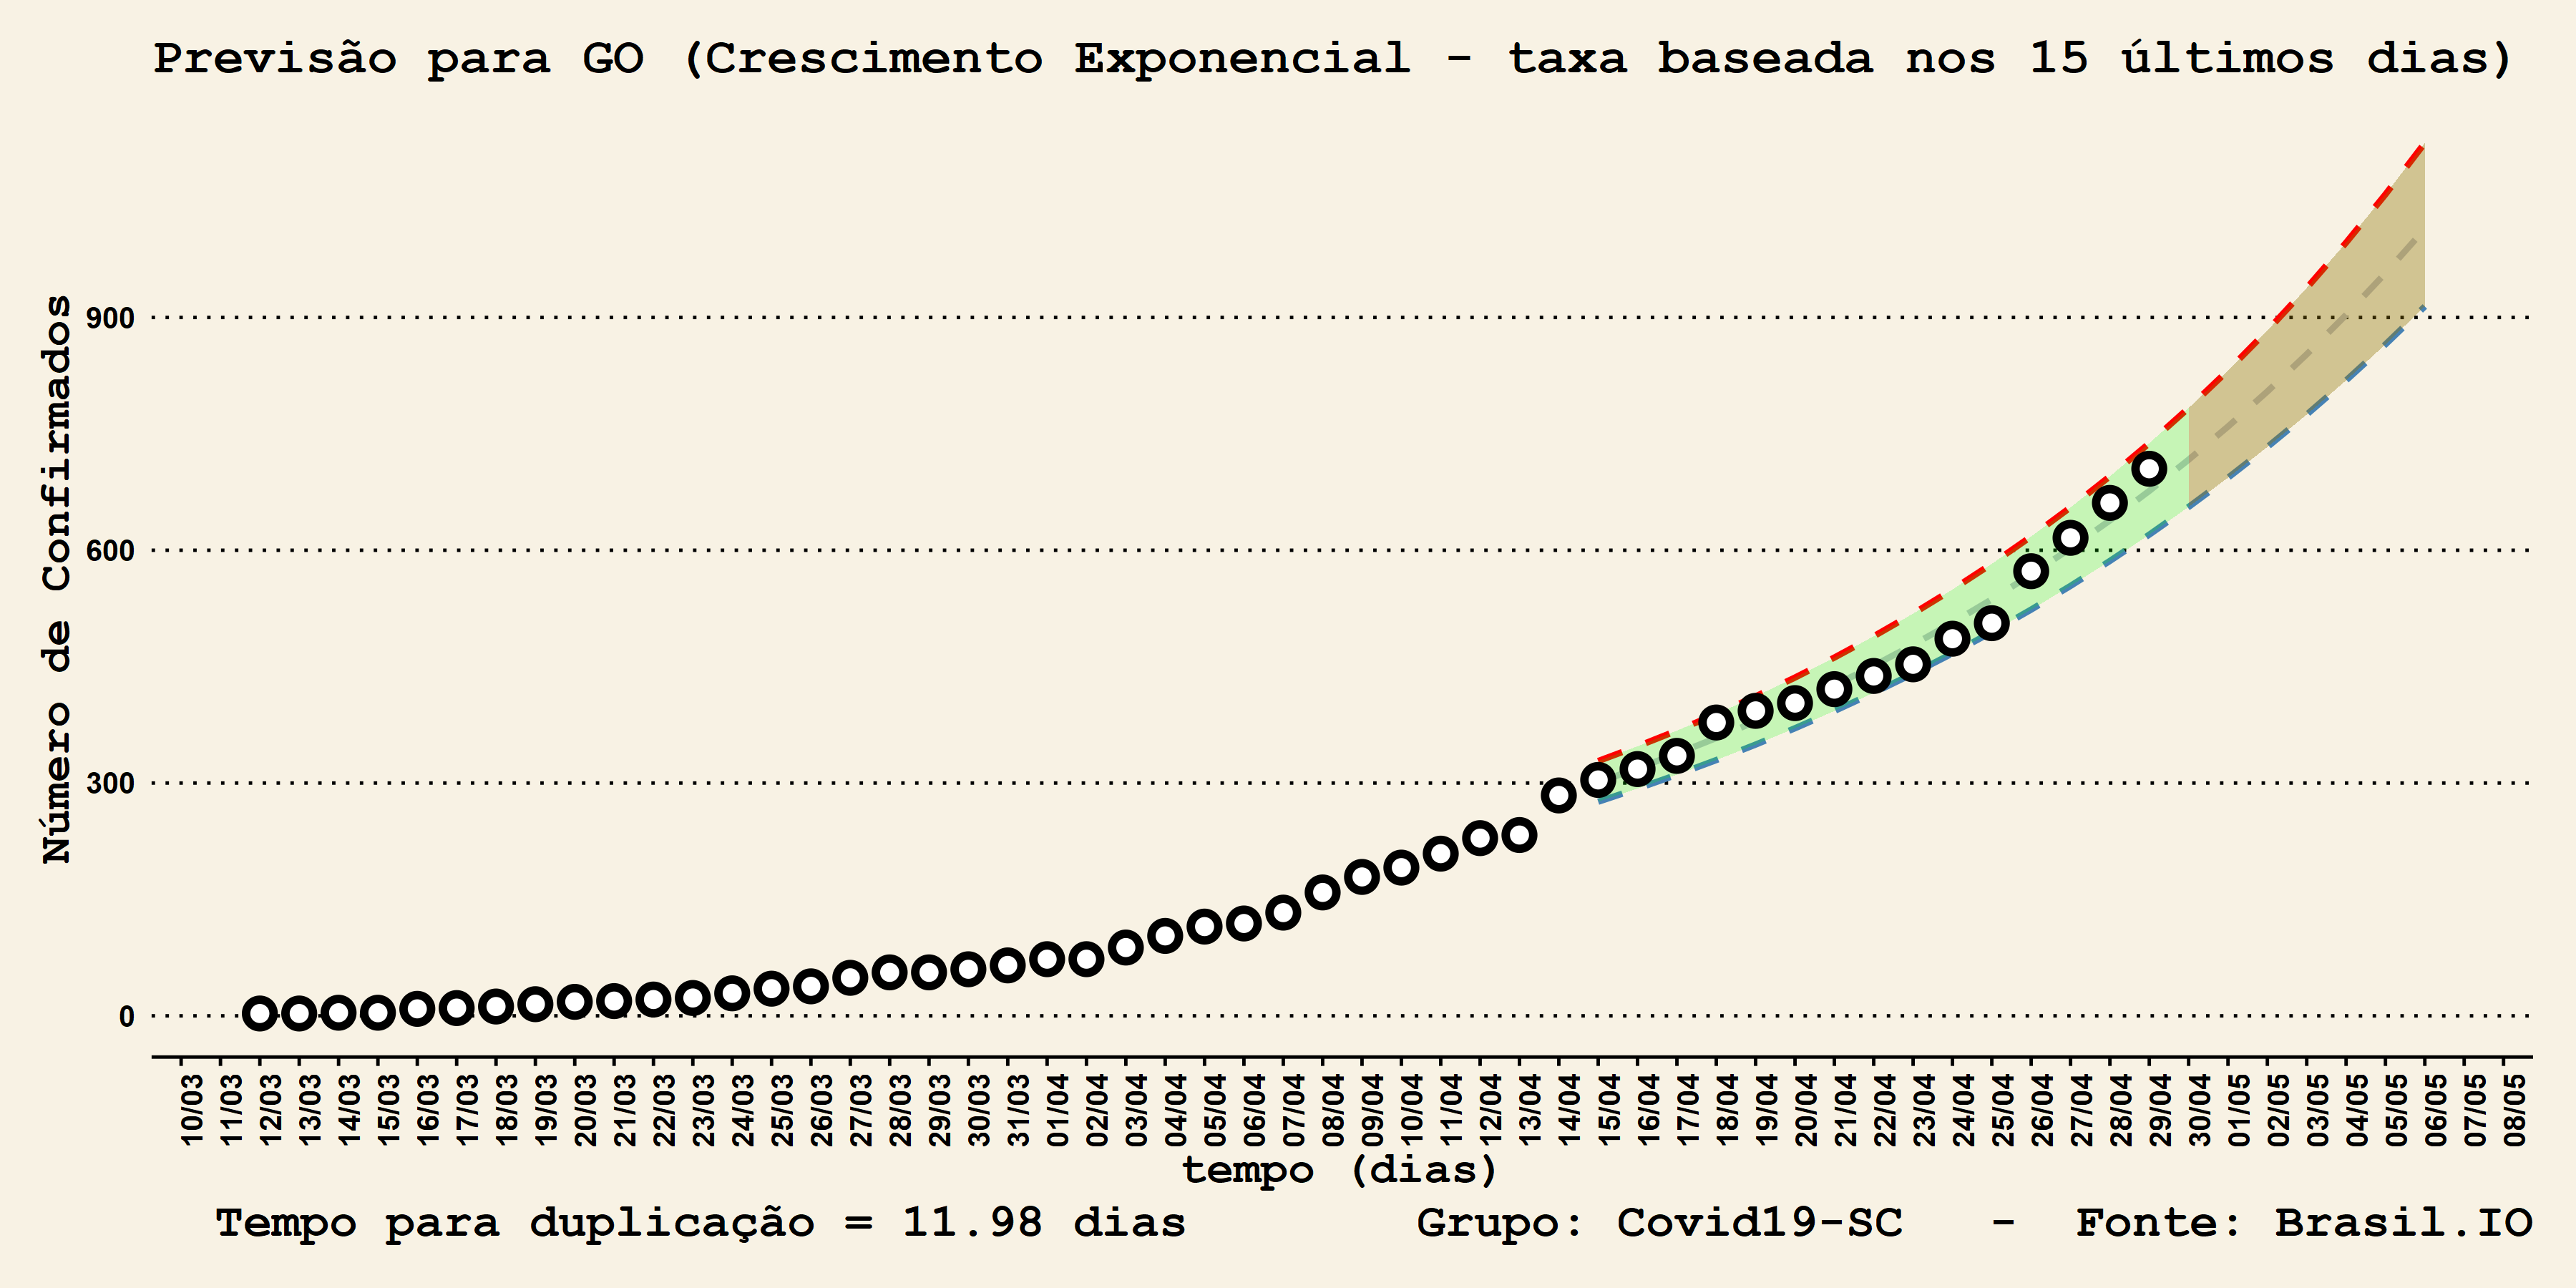 Previsão para GO (Crescimento Exponencial - taxa baseada nos 15 últimos dias)
Número de Confirmados
900
600
300
0
10/03 11/03 12/03 13/03 14/03 15/03 16/03 17/03 18/03 19/03 20/03 21/03 22/03 23/03 24/03 25/03 26/03 27/03 28/03 29/03 30/03 31/03 01/04 02/04 03/04 04/04 05/04 06/04 07/04 08/04 09/04 10/04 11/04 12/04 13/04 14/04 15/04 16/04 17/04 18/04 19/04 20/04 21/04 22/04 23/04 24/04 25/04 26/04 27/04 28/04 29/04 30/04 01/05 02/05 03/05 04/05 05/05 06/05 07/05 08/05
tempo (dias)
Tempo para duplicação = 11.98 dias Grupo: Covid19-SC - Fonte: Brasil.IO